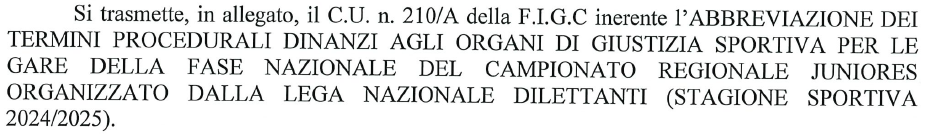 Si trasmette, in allegato, il C.U. n. 210/A della F.I.G.C inerente l’ABBREVIAZIONE DEI
TERMINI PROCEDURALI DINANZI AGLI ORGANI DI GIUSTIZIA SPORTIVA PER LE
GARE DELLA FASE NAZIONALE DEL CAMPIONATO REGIONALE JUNIORES
ORGANIZZATO DALLA LEGA NAZIONALE DILETTANTI (STAGIONE SPORTIVA
2024/2025).